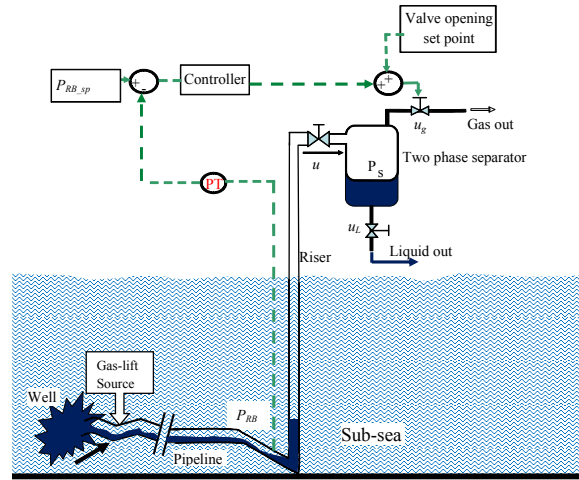 Valve opening
set point
P_RB_sp
+
-
Controller
+
+
u_g
Gas out
P_s
Two phase separator
u
PT
u_L
Liquid out
Riser
Gas-lift
Source
Well
P_RB
Sub-sea
Pipeline